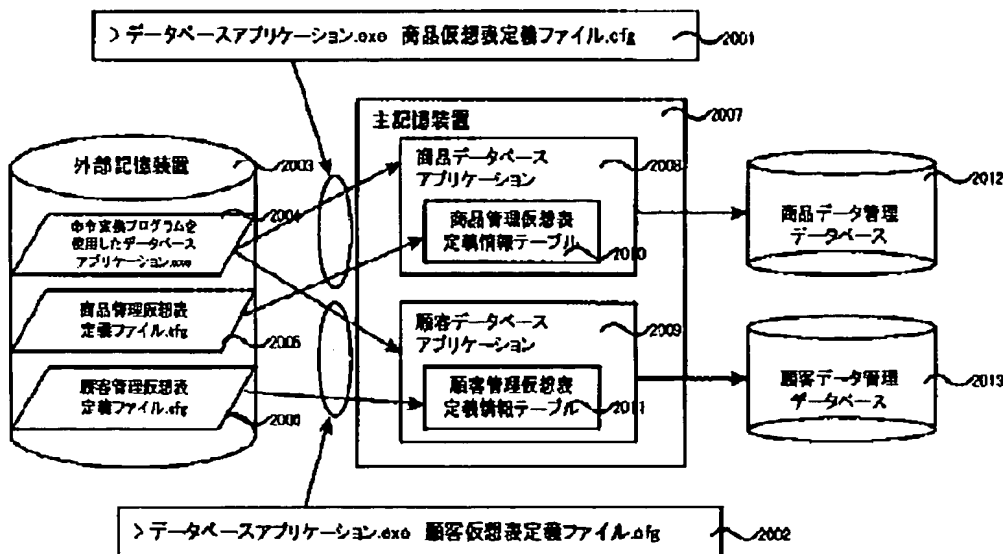 > データベースアプリケーション.exe 商品仮想表定義ファイル.cfg
2001
主記憶装置
2007
外部記憶装置
2003
商品データベース
アプリケーション
2008
2012
命令変換プログラムを
使用したデータベース
アプリケーション.exe
2004
商品管理仮想表
定義情報テーブル
2010
商品データ管理
データベース
商品管理仮想表
定義ファイル.cfg
2005
顧客データベース
アプリケーション
2009
顧客管理仮想表
定義ファイル.cfg
2006
顧客管理仮想表
定義情報テーブル
2011
顧客データ管理
データベース
2013
> データベースアプリケーション.exe 顧客仮想表定義ファイル.cfg
2002